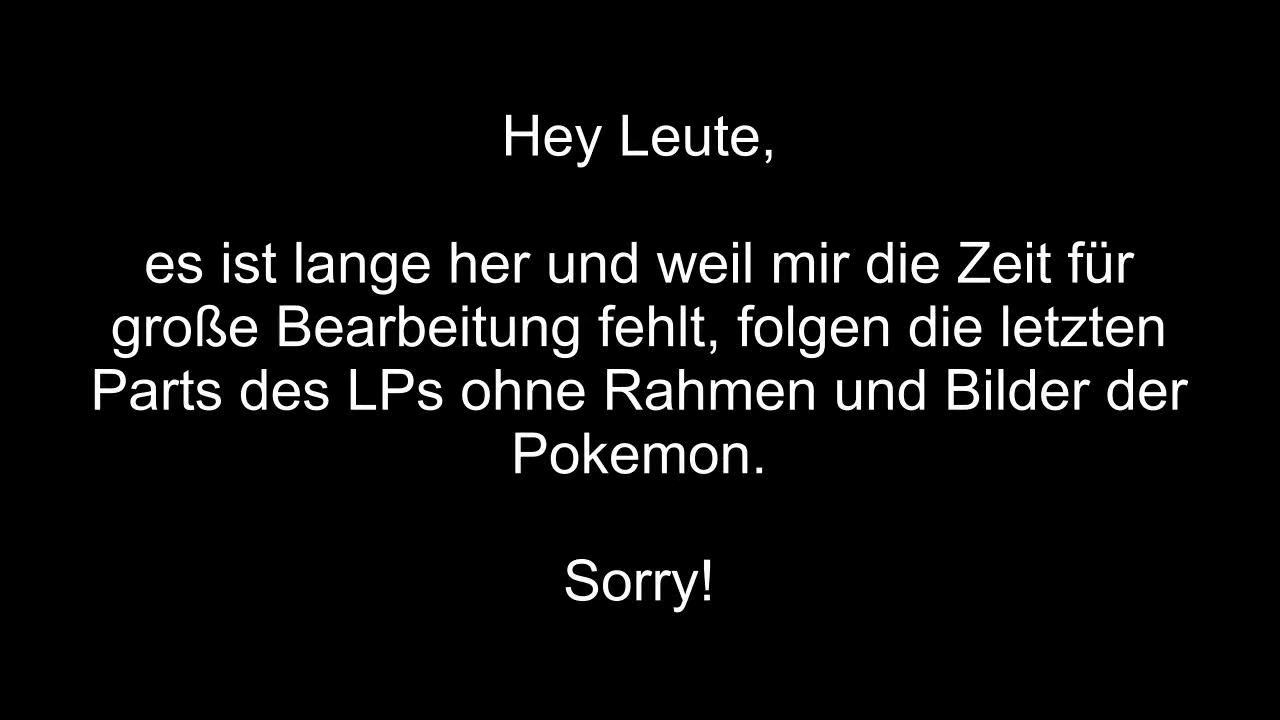 Hey Leute,
es ist lange her und weil mir die Zeit für
große Bearbeitung fehlt, folgen die letzten
Parts des LPs ohne Rahmen und Bilder der
Pokemon.
Sorry!